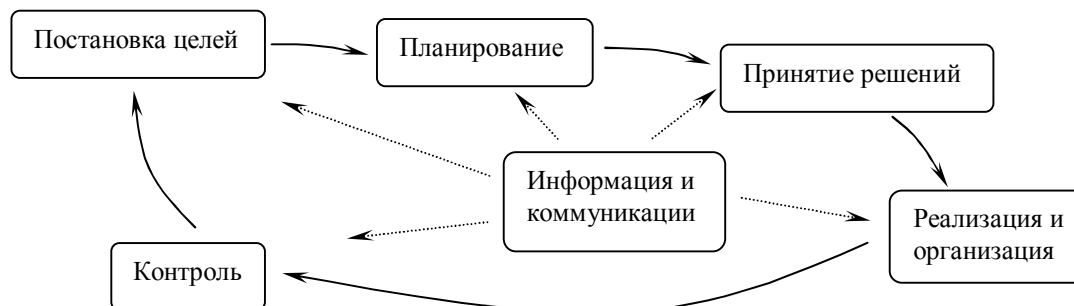 Постановка целей
Планирование
Принятие решений
Информация и
коммуникации
Реализация и
организация
Контроль